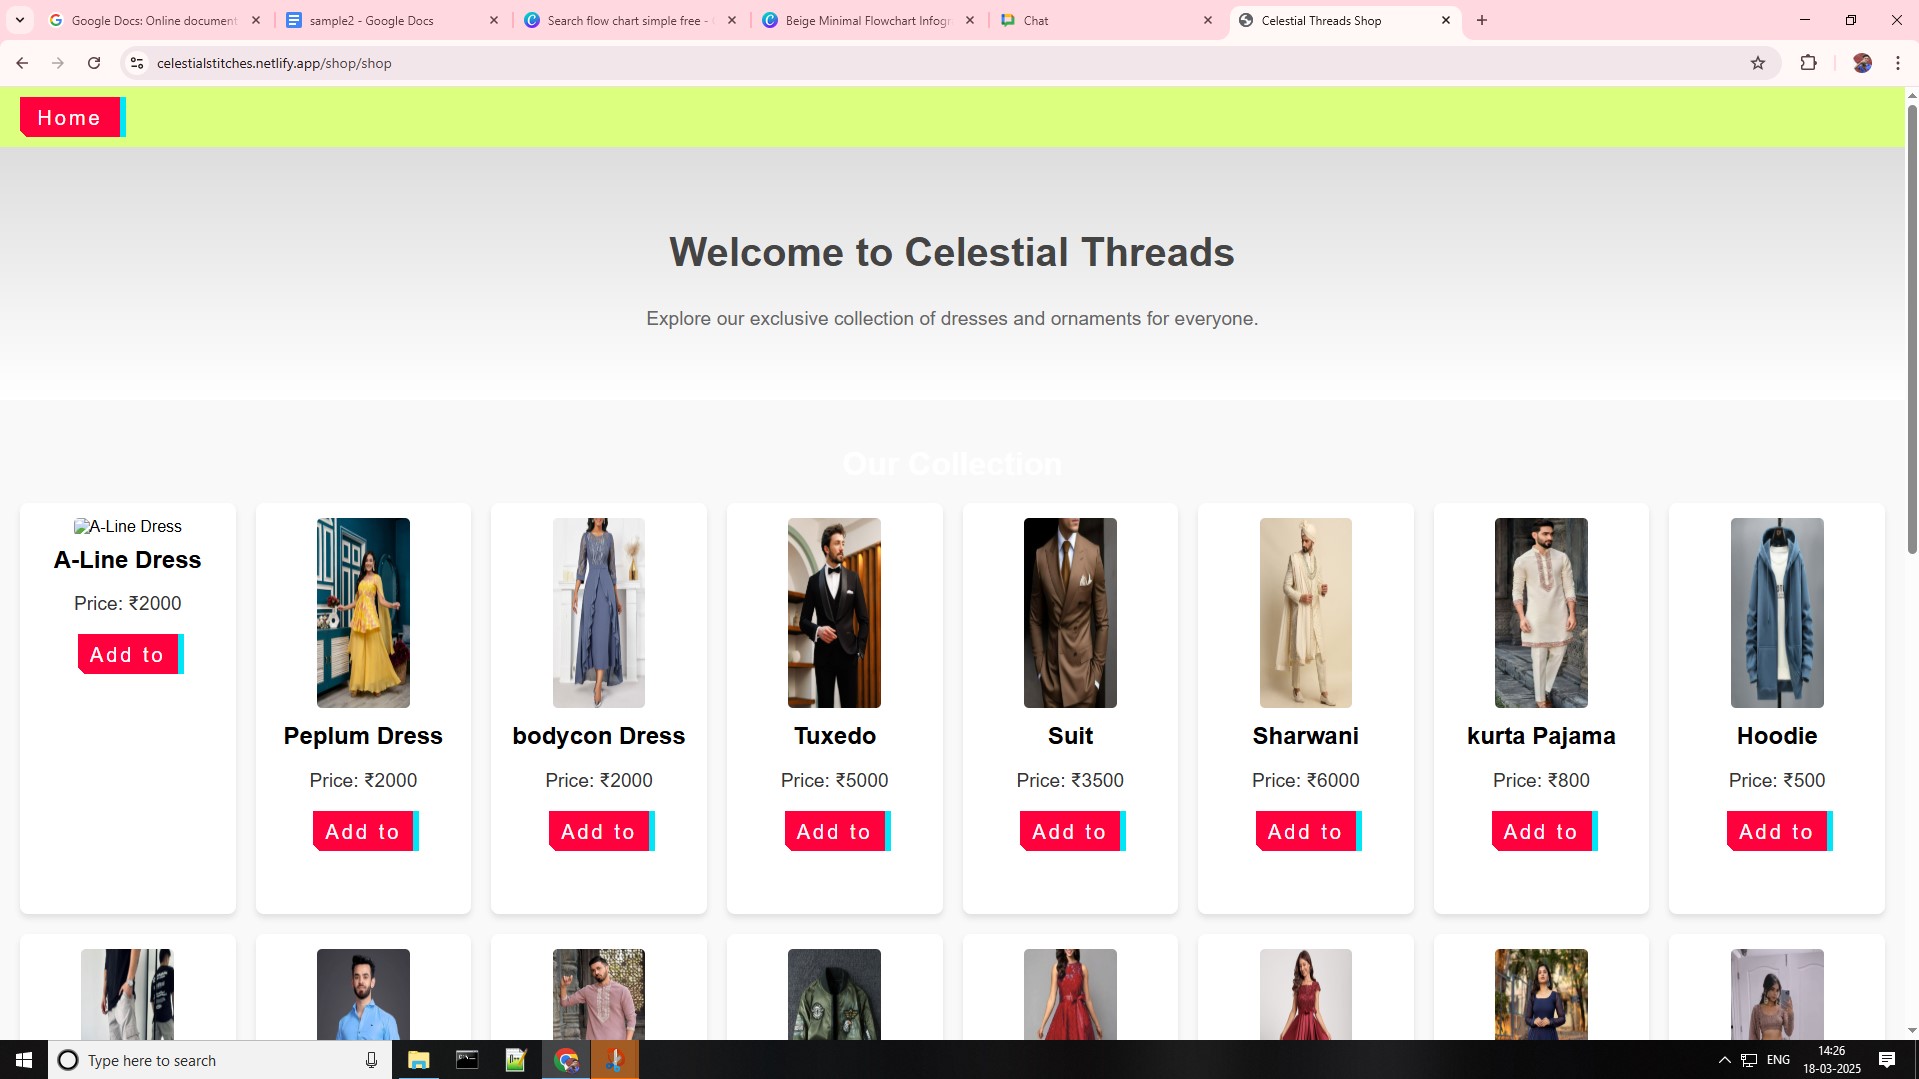 Google Docs: Online document
sample2 - Google Docs
Search flow chart simple free -
Beige Minimal Flowchart Infogr
Chat
Celestial Threads Shop
celestialstitches.netlify.app/shop/shop
Home
Welcome to Celestial Threads
Explore our exclusive collection of dresses and ornaments for everyone.
Our Collection
A-Line Dress
A-Line Dress
Price: ₹2000
Add to
Peplum Dress
Price: ₹2000
Add to
bodycon Dress
Price: ₹2000
Add to
Tuxedo
Price: ₹5000
Add to
Suit
Price: ₹3500
Add to
Sharwani
Price: ₹6000
Add to
kurta Pajama
Price: ₹800
Add to
Hoodie
Price: ₹500
Add to
Type here to search
ENG
14:26
18-03-2025